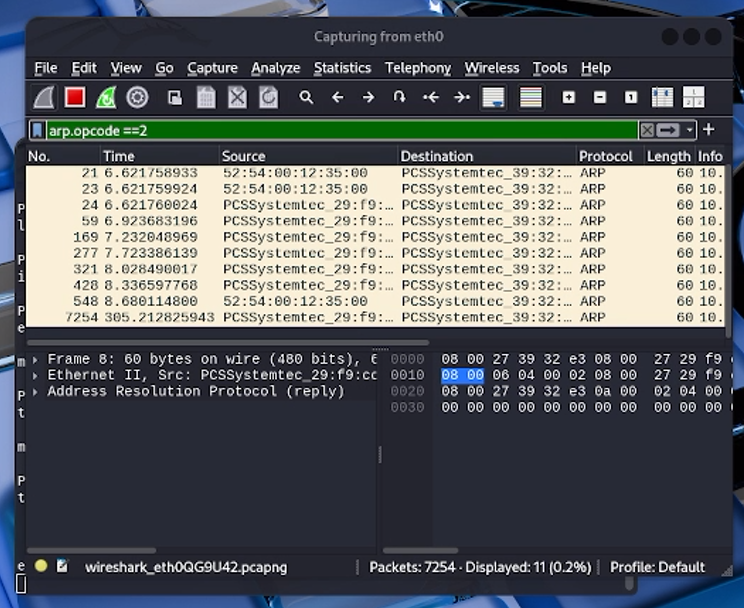 Capturing from eth0
File Edit View Go Capture Analyze Statistics Telephony Wireless Tools Help
arp.opcode ==2
No. Time Source Destination Protocol Length Info
21 6.621758933 52:54:00:12:35:00 PCSSystemtec_39:32:… ARP 60 10.
23 6.621759924 52:54:00:12:35:00 PCSSystemtec_39:32:… ARP 60 10.
24 6.621760024 PCSSystemtec_29:f9:… PCSSystemtec_39:32:… ARP 60 10.
59 6.923683196 PCSSystemtec_29:f9:… PCSSystemtec_39:32:… ARP 60 10.
169 7.232048969 PCSSystemtec_29:f9:… PCSSystemtec_39:32:… ARP 60 10.
277 7.723386139 PCSSystemtec_29:f9:… PCSSystemtec_39:32:… ARP 60 10.
321 8.028490017 PCSSystemtec_29:f9:… PCSSystemtec_39:32:… ARP 60 10.
428 8.336597768 PCSSystemtec_29:f9:… PCSSystemtec_39:32:… ARP 60 10.
548 8.680114800 52:54:00:12:35:00 PCSSystemtec_39:32:… ARP 60 10.
7254 305.212825943 PCSSystemtec_29:f9:… PCSSystemtec_39:32:… ARP 60 10.
Frame 8: 60 bytes on wire (480 bits), 6
Ethernet II, Src: PCSSystemtec_29:f9:cc
Address Resolution Protocol (reply)
0000 08 00 27 39 32 e3 08 00 27 29 f9
0010 08 00 06 04 00 02 08 00 27 29 f9
0020 08 00 27 39 32 e3 0a 00 02 04 00
0030 00 00 00 00 00 00 00 00 00 00 00
wireshark_eth0QG9U42.pcapng Packets: 7254 · Displayed: 11 (0.2%) Profile: Default